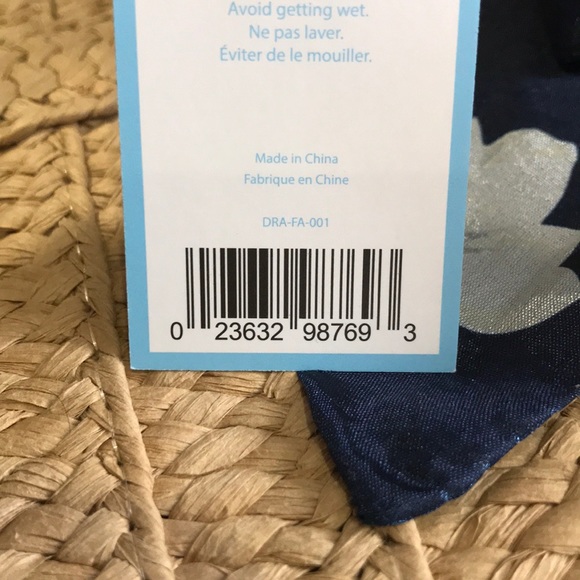 Avoid getting wet.
Ne pas laver.
Éviter de le mouiller.
Made in China
Fabrique en Chine
DRA-FA-001
0 23632 98769 3